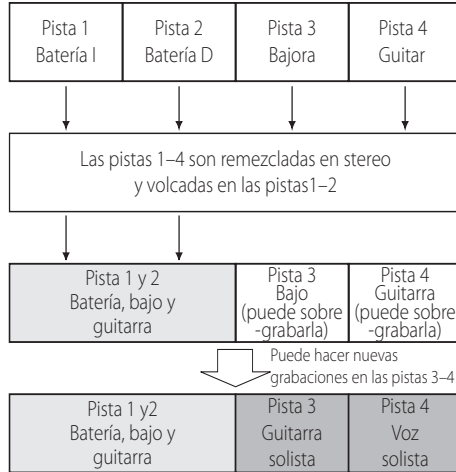 Pista 1
Batería I
Pista 2
Batería D
Pista 3
Bajora
Pista 4
Guitar
Las pistas 1–4 son remezcladas en stereo
y volcadas en las pistas1–2
Pista 1 y 2
Batería, bajo y
guitarra
Pista 3
Bajo
(puede sobre
-grabarla)
Pista 4
Guitarra
(puede sobre
-grabarla)
Puede hacer nuevas
grabaciones en las pistas 3–4
Pista 1 y2
Batería, bajo y
guitarra
Pista 3
Guitarra
solista
Pista 4
Voz
solista